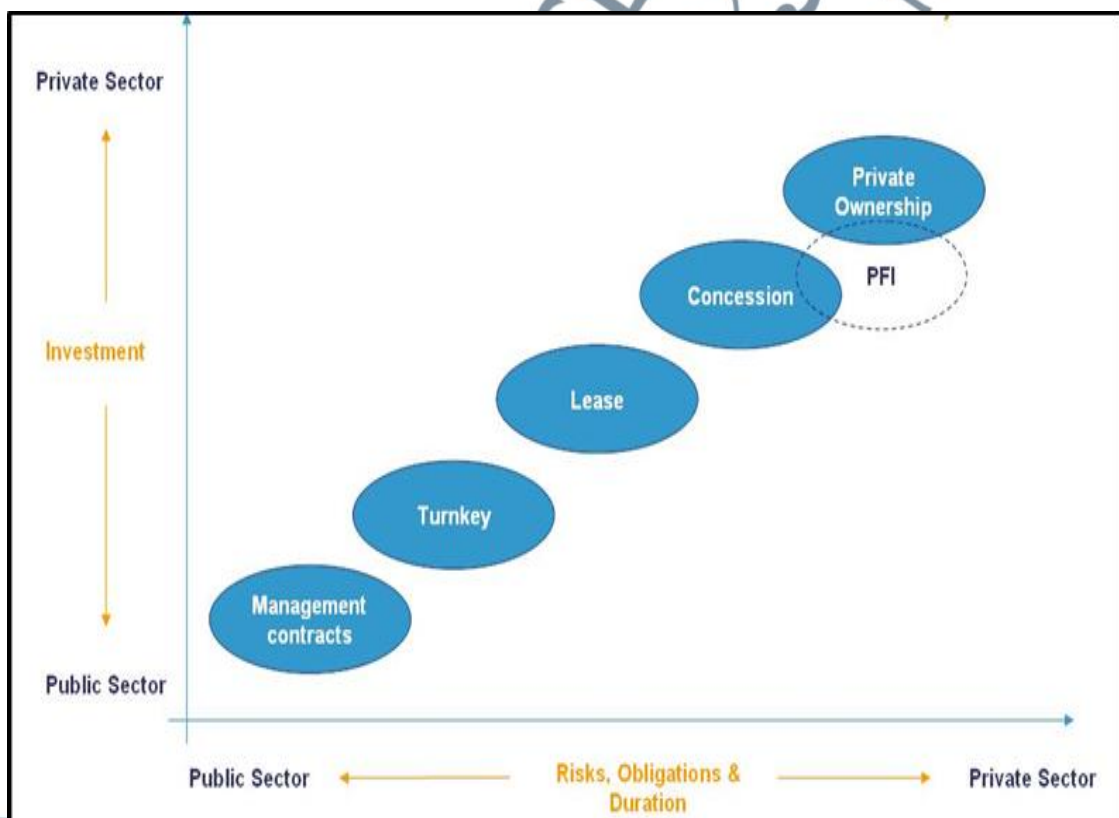 Private Sector
Private
Ownership
PFI
Concession
Investment
Lease
Turnkey
Management
contracts
Public Sector
Public Sector
Risks, Obligations &
Duration
Private Sector